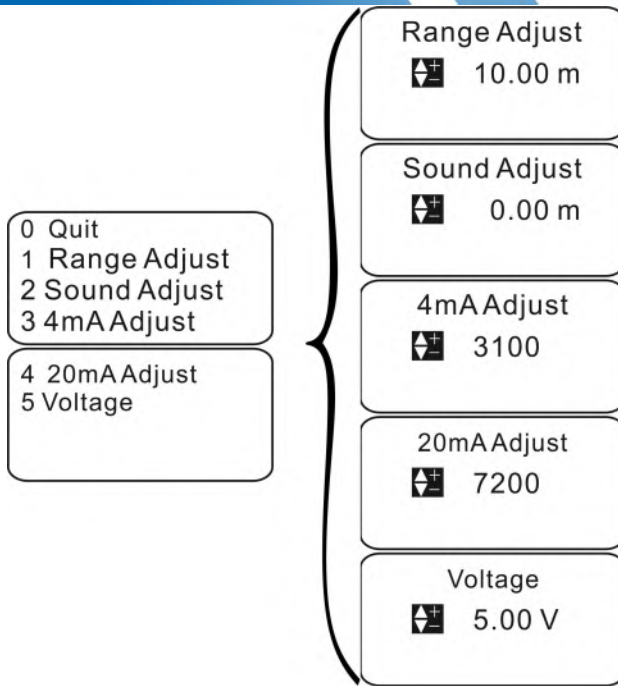 0 Quit
1 Range Adjust
2 Sound Adjust
3 4mA Adjust
4 20mA Adjust
5 Voltage
Range Adjust
10.00 m
Sound Adjust
0.00 m
4mA Adjust
3100
20mA Adjust
7200
Voltage
5.00 V